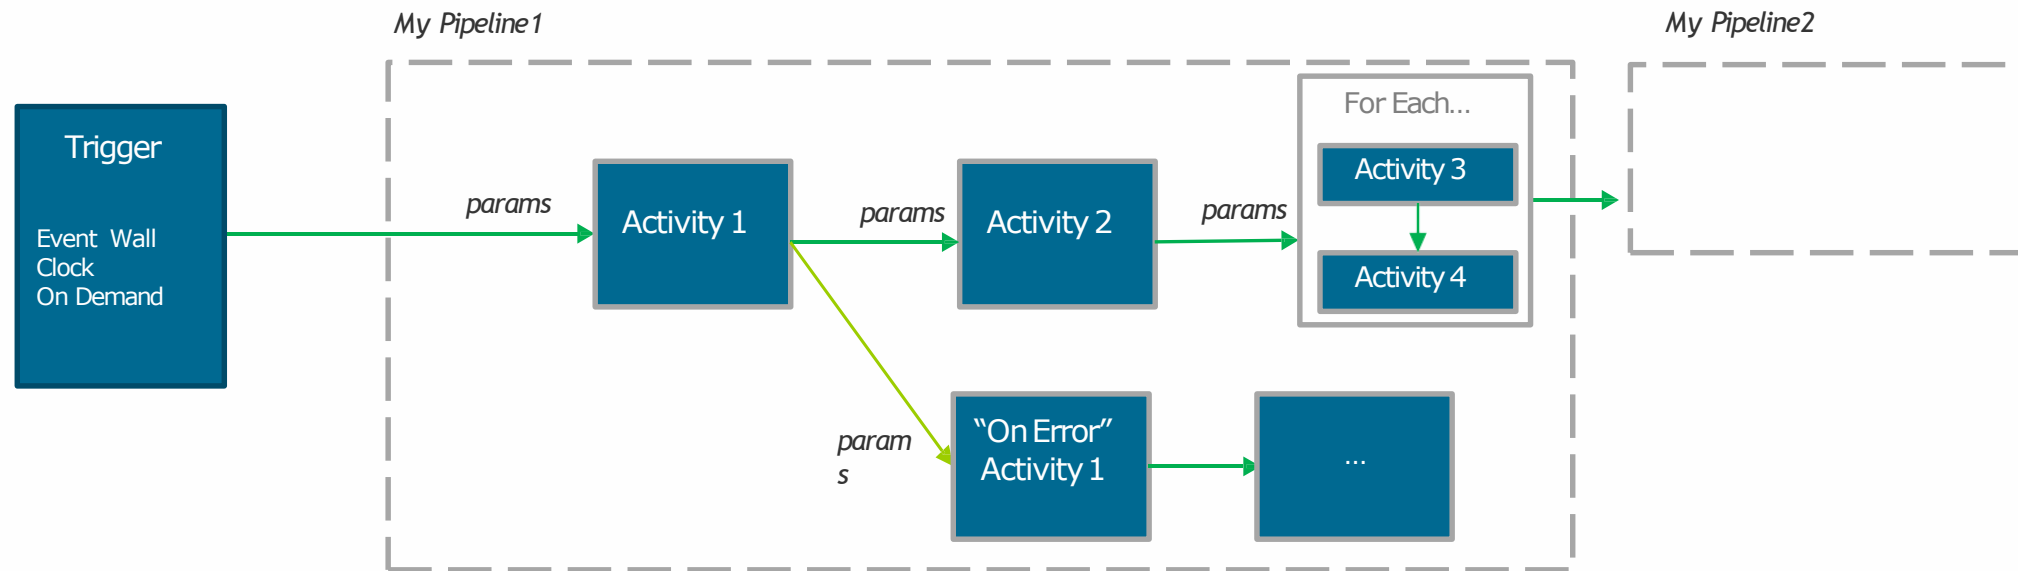 My Pipeline1
My Pipeline2
Trigger
Event Wall
Clock
On Demand
params
Activity 1
params
Activity 2
params
For Each...
Activity 3
Activity 4
param
s
“On Error”
Activity 1
...